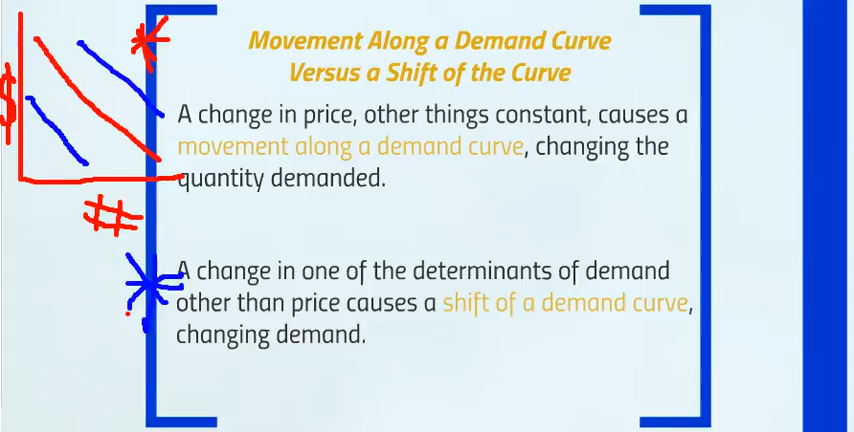 Movement Along a Demand Curve
Versus a Shift of the Curve
A change in price, other things constant, causes a
movement along a demand curve, changing the
quantity demanded.
A change in one of the determinants of demand
other than price causes a shift of a demand curve,
changing demand.
$
#